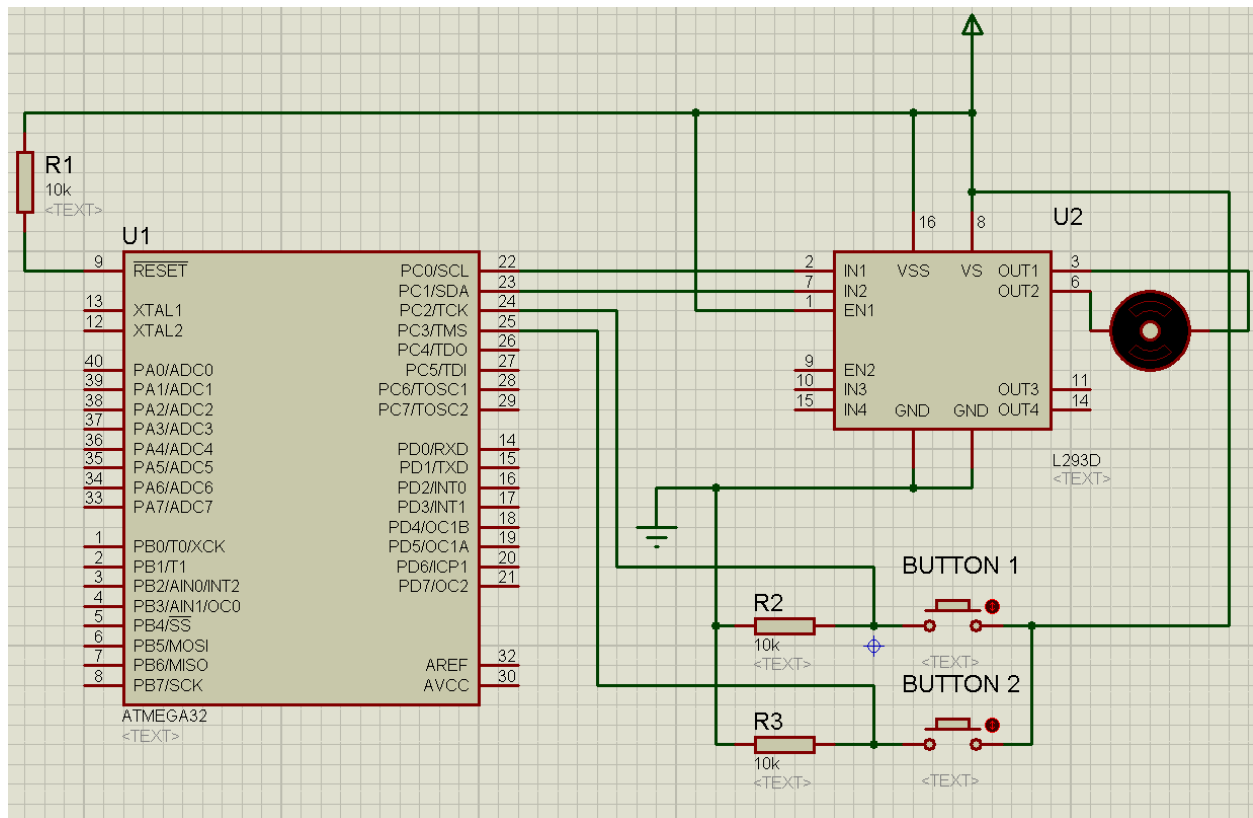 R1
10k
<TEXT>
U1
9 RESET
13 XTAL1
12 XTAL2
40 PA0/ADC0
39 PA1/ADC1
38 PA2/ADC2
37 PA3/ADC3
36 PA4/ADC4
35 PA5/ADC5
34 PA6/ADC6
33 PA7/ADC7
1 PB0/T0/XCK
2 PB1/T1
3 PB2/AIN0/INT2
4 PB3/AIN1/OC0
5 PB4/SS
6 PB5/MOSI
7 PB6/MISO
8 PB7/SCK
PC0/SCL 22
PC1/SDA 23
PC2/TCK 24
PC3/TMS 25
PC4/TDO 26
PC5/TDI 27
PC6/TOSC1 28
PC7/TOSC2 29
PD0/RXD 14
PD1/TXD 15
PD2/INT0 16
PD3/INT1 17
PD4/OC1B 18
PD5/OC1A 19
PD6/ICP1 20
PD7/OC2 21
AREF 32
AVCC 30
ATMEGA32
<TEXT>
U2
16 8
VSS VS
2 IN1
7 IN2
1 EN1
9 EN2
10 IN3
15 IN4
OUT1 3
OUT2 6
OUT3 11
OUT4 14
GND GND
L293D
<TEXT>
BUTTON 1
<TEXT>
R2
10k
<TEXT>
BUTTON 2
<TEXT>
R3
10k
<TEXT>